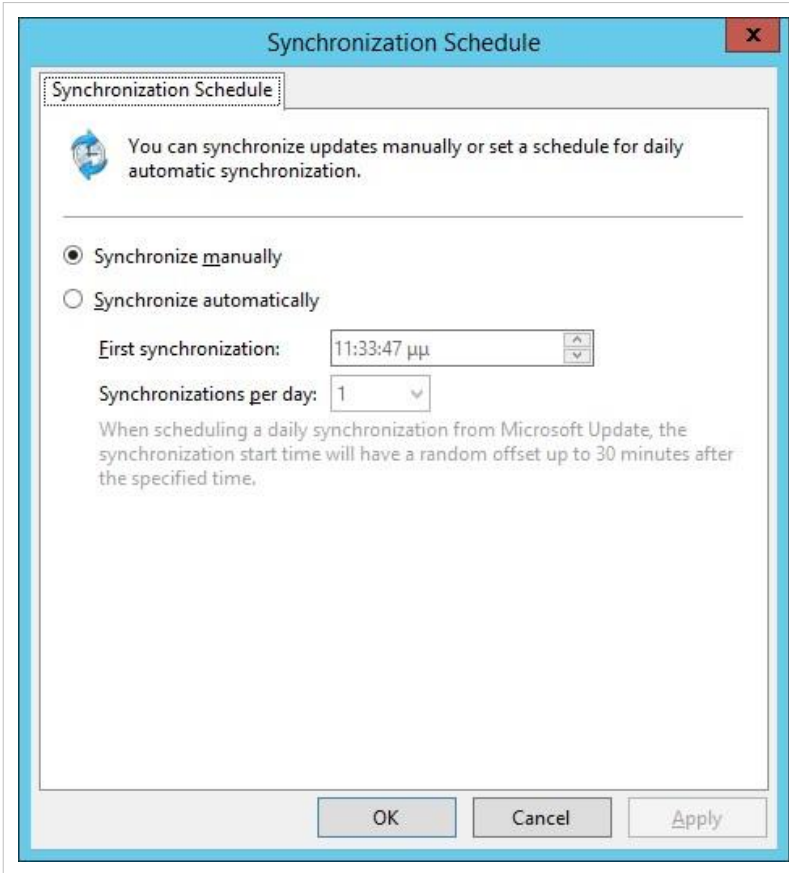 Synchronization Schedule
x
Synchronization Schedule
You can synchronize updates manually or set a schedule for daily
automatic synchronization.
Synchronize manually
Synchronize automatically
First synchronization:
11:33:47 μμ
Synchronizations per day:
1
When scheduling a daily synchronization from Microsoft Update, the
synchronization start time will have a random offset up to 30 minutes after
the specified time.
OK
Cancel
Apply